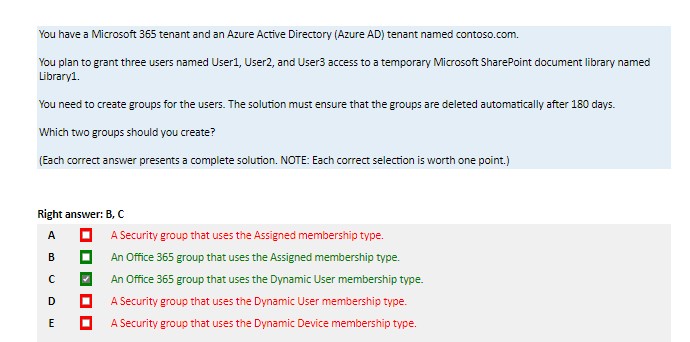 You have a Microsoft 365 tenant and an Azure Active Directory (Azure AD) tenant named contoso.com.
You plan to grant three users named User1, User2, and User3 access to a temporary Microsoft SharePoint document library named
Library1.
You need to create groups for the users. The solution must ensure that the groups are deleted automatically after 180 days.
Which two groups should you create?
(Each correct answer presents a complete solution. NOTE: Each correct selection is worth one point.)
Right answer: B, C
A A Security group that uses the Assigned membership type.
B An Office 365 group that uses the Assigned membership type.
C An Office 365 group that uses the Dynamic User membership type.
D A Security group that uses the Dynamic User membership type.
E A Security group that uses the Dynamic Device membership type.